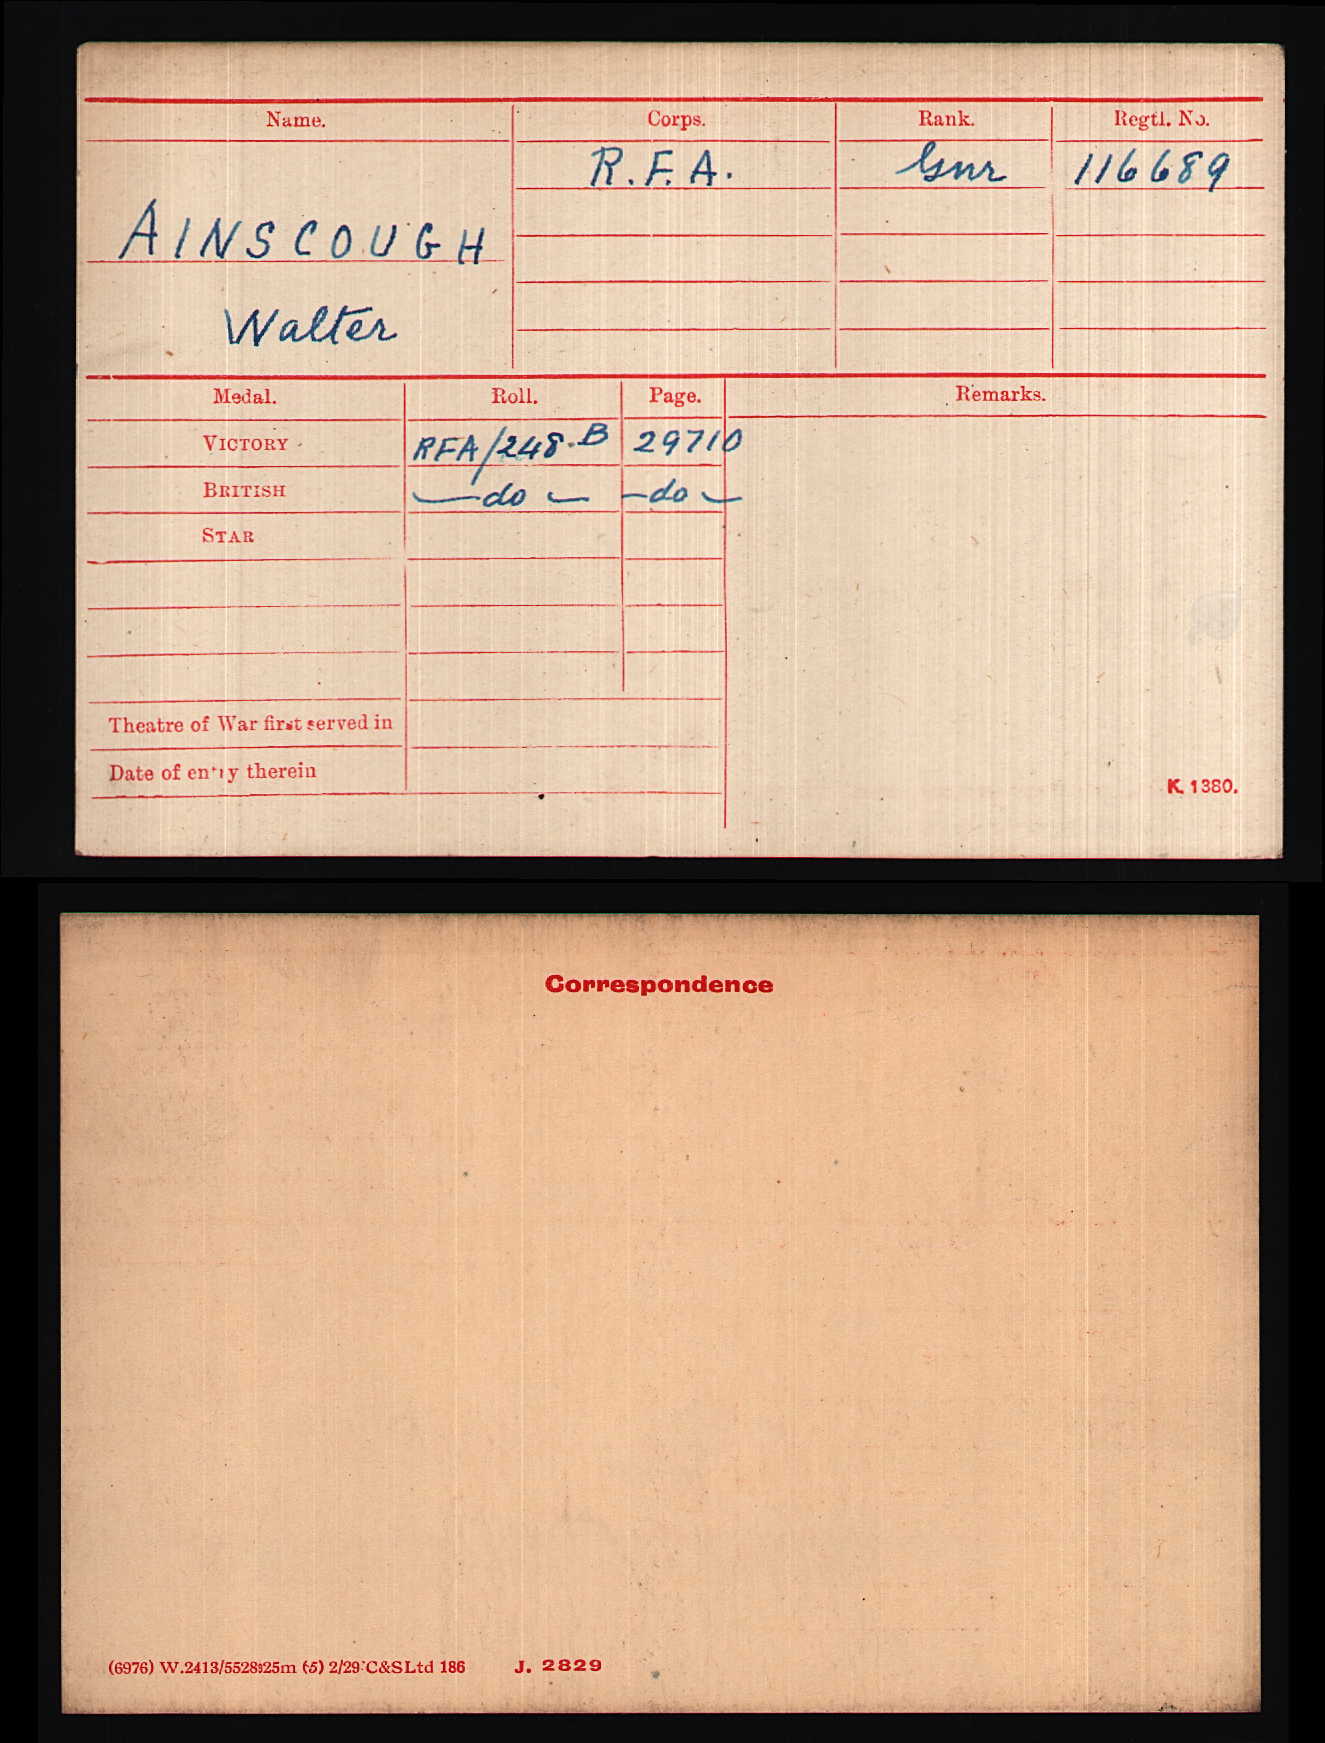 Name. Corps. Rank. Regtl. No.
R.F.A. Gnr 116689
AINSCOUGH
Walter
Medal. Roll. Page. Remarks.
VICTORY RFA/248.B 29710
BRITISH —do— —do—
STAR
Theatre of War first served in
Date of entry therein
K. 1380.
Correspondence
(6976) W.2413/5528 25m (5) 2/29 C&SLtd 186 J. 2829